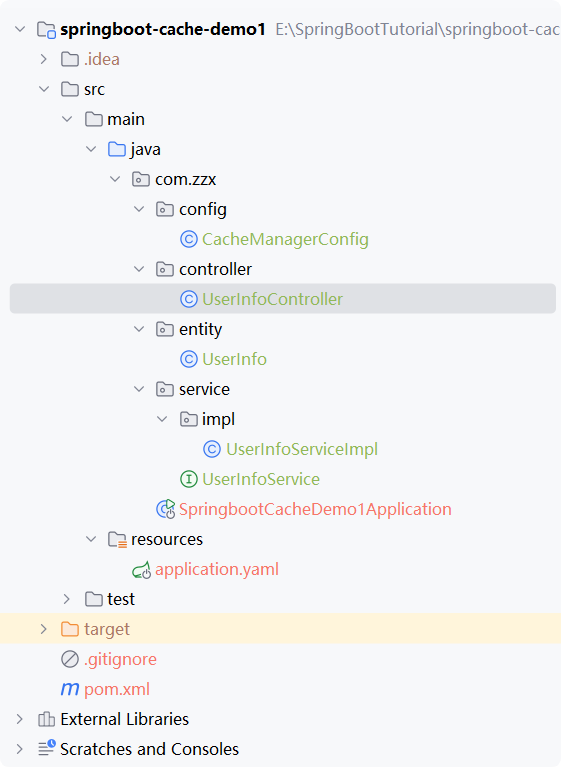 springboot-cache-demo1 E:\SpringBootTutorial\springboot-cac
.idea
src
main
java
com.zzx
config
CacheManagerConfig
controller
UserInfoController
entity
UserInfo
service
impl
UserInfoServiceImpl
UserInfoService
SpringbootCacheDemo1Application
resources
application.yaml
test
target
.gitignore
pom.xml
External Libraries
Scratches and Consoles